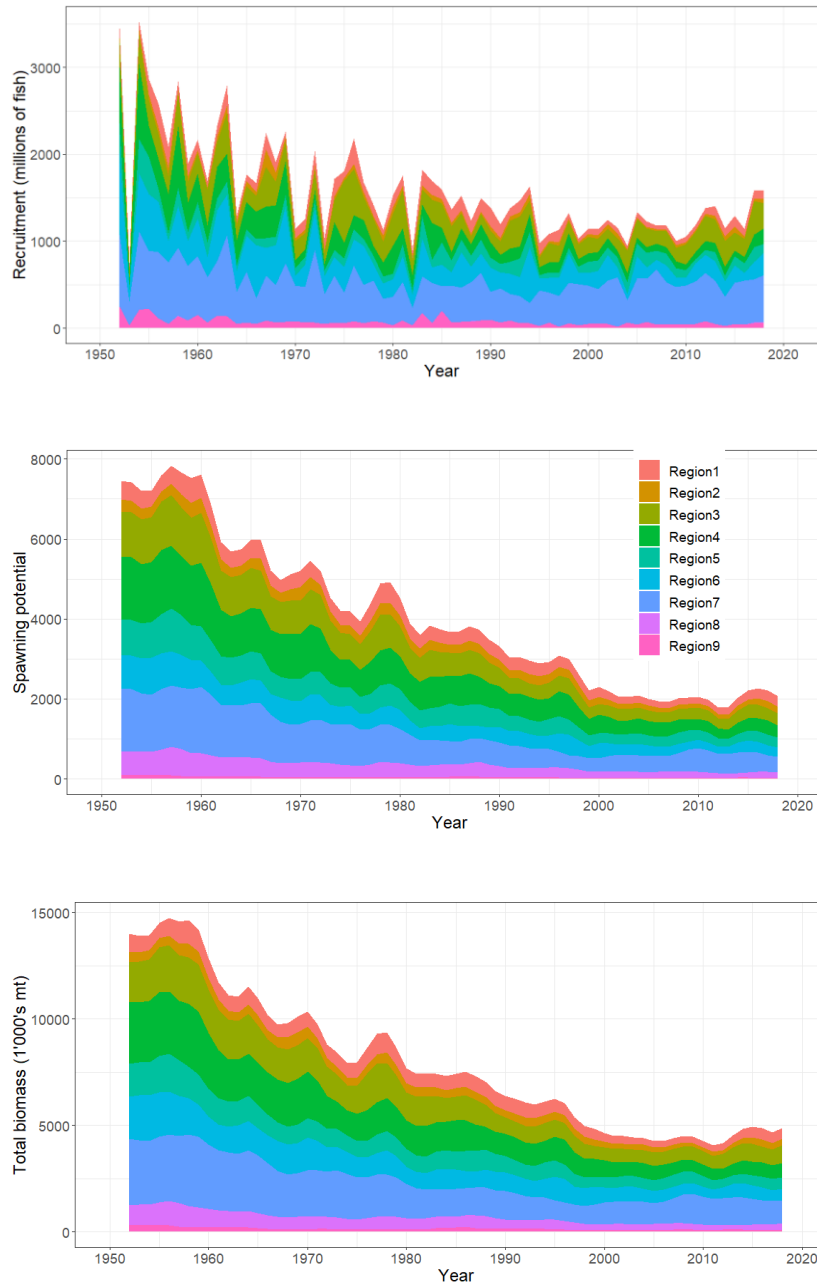 Recruitment (millions of fish)
3000
2000
1000
0
1950 1960 1970 1980 1990 2000 2010 2020
Year
Spawning potential
8000
6000
4000
2000
0
Region1
Region2
Region3
Region4
Region5
Region6
Region7
Region8
Region9
1950 1960 1970 1980 1990 2000 2010 2020
Year
Total biomass (1'000's mt)
15000
10000
5000
0
1950 1960 1970 1980 1990 2000 2010 2020
Year